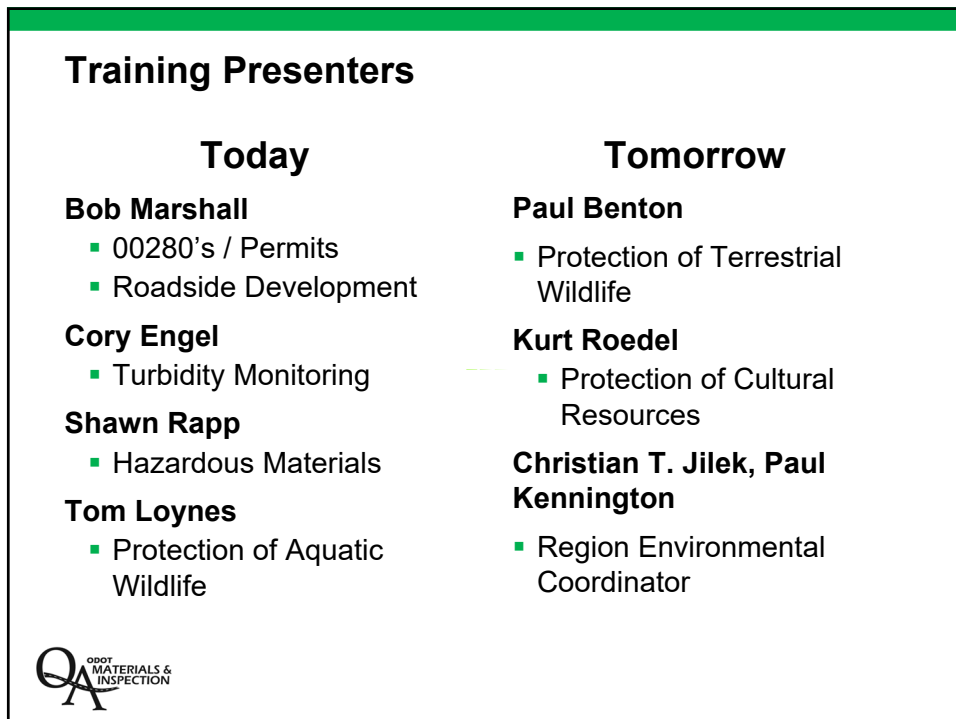 Training Presenters
Today
Bob Marshall
▪ 00280’s / Permits
▪ Roadside Development
Cory Engel
▪ Turbidity Monitoring
Shawn Rapp
▪ Hazardous Materials
Tom Loynes
▪ Protection of Aquatic
Wildlife
Tomorrow
Paul Benton
▪ Protection of Terrestrial
Wildlife
Kurt Roedel
▪ Protection of Cultural
Resources
Christian T. Jilek, Paul
Kennington
▪ Region Environmental
Coordinator
QA
ODOT
MATERIALS &
INSPECTION